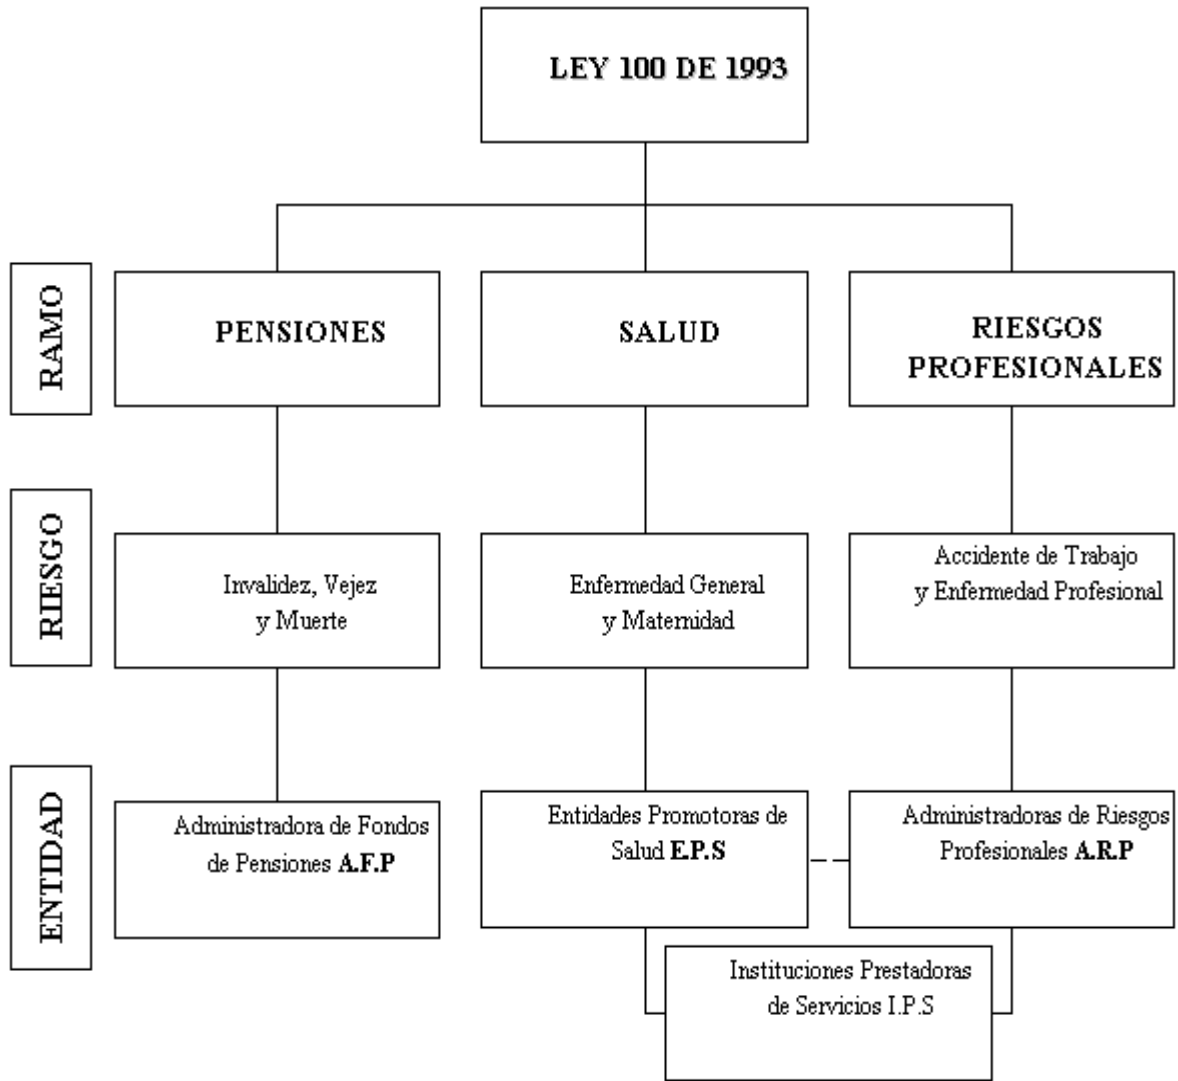 LEY 100 DE 1993
RAMO
PENSIONES
SALUD
RIESGOS
PROFESIONALES
RIESGO
Invalidez, Vejez
y Muerte
Enfermedad General
y Maternidad
Accidente de Trabajo
y Enfermedad Profesional
ENTIDAD
Administradora de Fondos
de Pensiones A.F.P
Entidades Promotoras de
Salud E.P.S
Administradoras de Riesgos
Profesionales A.R.P
Instituciones Prestadoras
de Servicios I.P.S